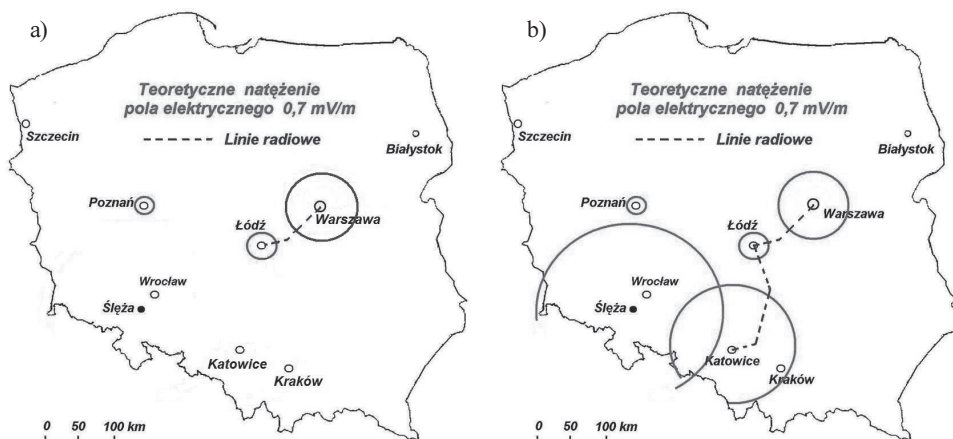 a)
Teoretyczne natężenie
pola elektrycznego 0,7 mV/m
Linie radiowe
Szczecin
Białystok
Poznań
Warszawa
Łódź
Wrocław
Ślęża
Katowice
Kraków
0 50 100 km
b)
Teoretyczne natężenie
pola elektrycznego 0,7 mV/m
Linie radiowe
Szczecin
Białystok
Poznań
Warszawa
Łódź
Wrocław
Ślęża
Katowice
Kraków
0 50 100 km